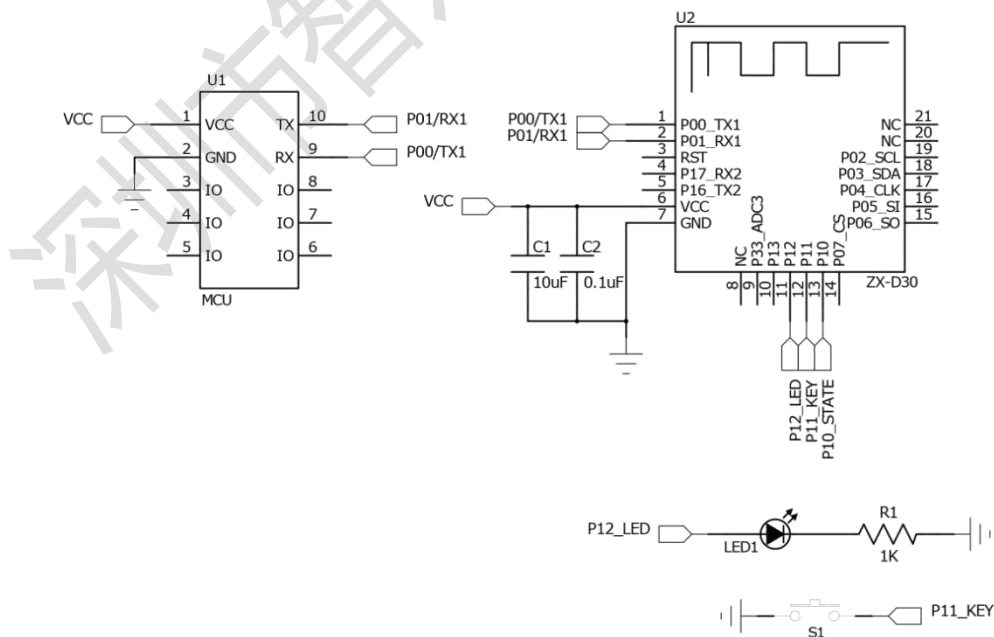 深圳市智
U1
VCC
1
VCC
TX
10
P01/RX1
2
GND
RX
9
P00/TX1
3
IO
IO
8
4
IO
IO
7
5
IO
IO
6
MCU
U2
P00/TX1
1
P00_TX1
P01/RX1
2
P01_RX1
3
RST
4
P17_RX2
5
P16_TX2
VCC
6
VCC
7
GND
NC
21
NC
20
P02_SCL
19
P03_SDA
18
P04_CLK
17
P05_SI
16
P06_SO
15
NC
P33_ADC3
P13
P12
P11
P10
P07_CS
8
9
10
11
12
13
14
ZX-D30
C1
10uF
C2
0.1uF
P12_LED
P11_KEY
P10_STATE
P12_LED
LED1
R1
1K
S1
P11_KEY